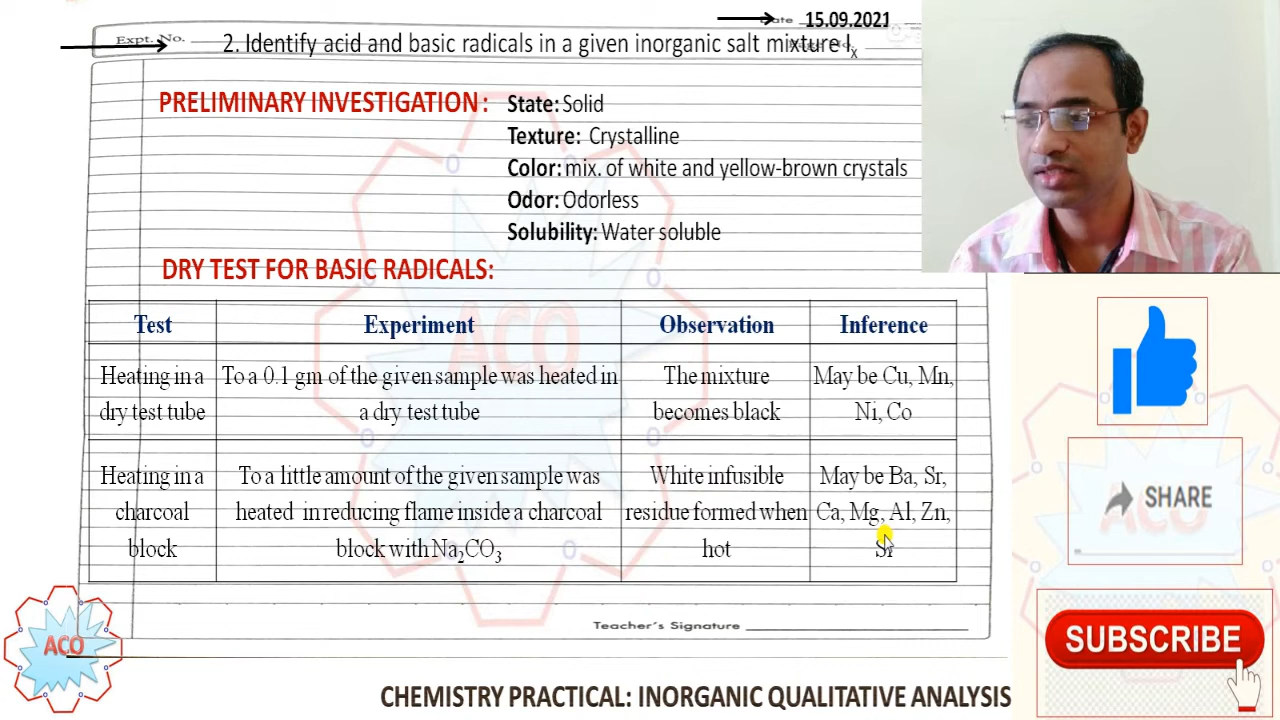 Date 15.09.2021
Expt. No.
2. Identify acid and basic radicals in a given inorganic salt mixture Ix
PRELIMINARY INVESTIGATION :
State: Solid
Texture: Crystalline
Color: mix. of white and yellow-brown crystals
Odor: Odorless
Solubility: Water soluble
DRY TEST FOR BASIC RADICALS:
Test Experiment Observation Inference
Heating in a
dry test tube
To a 0.1 gm of the given sample was heated in
a dry test tube
The mixture
becomes black
May be Cu, Mn,
Ni, Co
Heating in a
charcoal
block
To a little amount of the given sample was
heated in reducing flame inside a charcoal
block with Na2CO3
White infusible
residue formed when
hot
May be Ba, Sr,
Ca, Mg, Al, Zn,
Sr
Teacher's Signature
ACO
ACO
SHARE
SUBSCRIBE
CHEMISTRY PRACTICAL: INORGANIC QUALITATIVE ANALYSIS